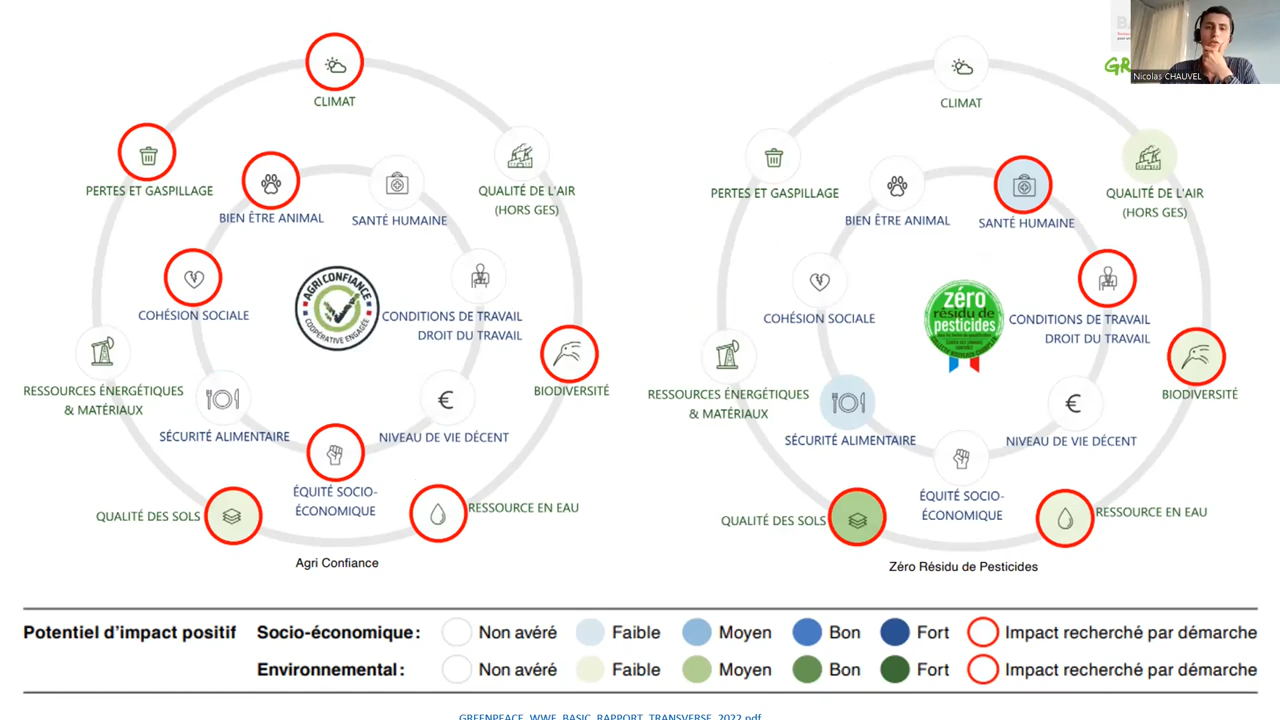 CLIMAT
PERTES ET GASPILLAGE
BIEN ÊTRE ANIMAL
SANTÉ HUMAINE
QUALITÉ DE L'AIR
(HORS GES)
COHÉSION SOCIALE
AGRI CONFIANCE
COOPÉRATIVE ENGAGÉE
CONDITIONS DE TRAVAIL
DROIT DU TRAVAIL
RESSOURCES ÉNERGÉTIQUES
& MATÉRIAUX
BIODIVERSITÉ
SÉCURITÉ ALIMENTAIRE
€
NIVEAU DE VIE DÉCENT
ÉQUITÉ SOCIO-
ÉCONOMIQUE
QUALITÉ DES SOLS
RESSOURCE EN EAU
Agri Confiance
GR
Nicolas CHAUVEL
CLIMAT
PERTES ET GASPILLAGE
BIEN ÊTRE ANIMAL
SANTÉ HUMAINE
QUALITÉ DE L'AIR
(HORS GES)
COHÉSION SOCIALE
zéro
résidu de
pesticides
CONDITIONS DE TRAVAIL
DROIT DU TRAVAIL
RESSOURCES ÉNERGÉTIQUES
& MATÉRIAUX
BIODIVERSITÉ
SÉCURITÉ ALIMENTAIRE
€
NIVEAU DE VIE DÉCENT
ÉQUITÉ SOCIO-
ÉCONOMIQUE
QUALITÉ DES SOLS
RESSOURCE EN EAU
Zéro Résidu de Pesticides
Potentiel d'impact positif Socio-économique: Non avéré Faible Moyen Bon Fort Impact recherché par démarche
Environnemental: Non avéré Faible Moyen Bon Fort Impact recherché par démarche
GREENPEACE_WWF_BASIC_RAPPORT_TRANSVERSE_2022.pdf